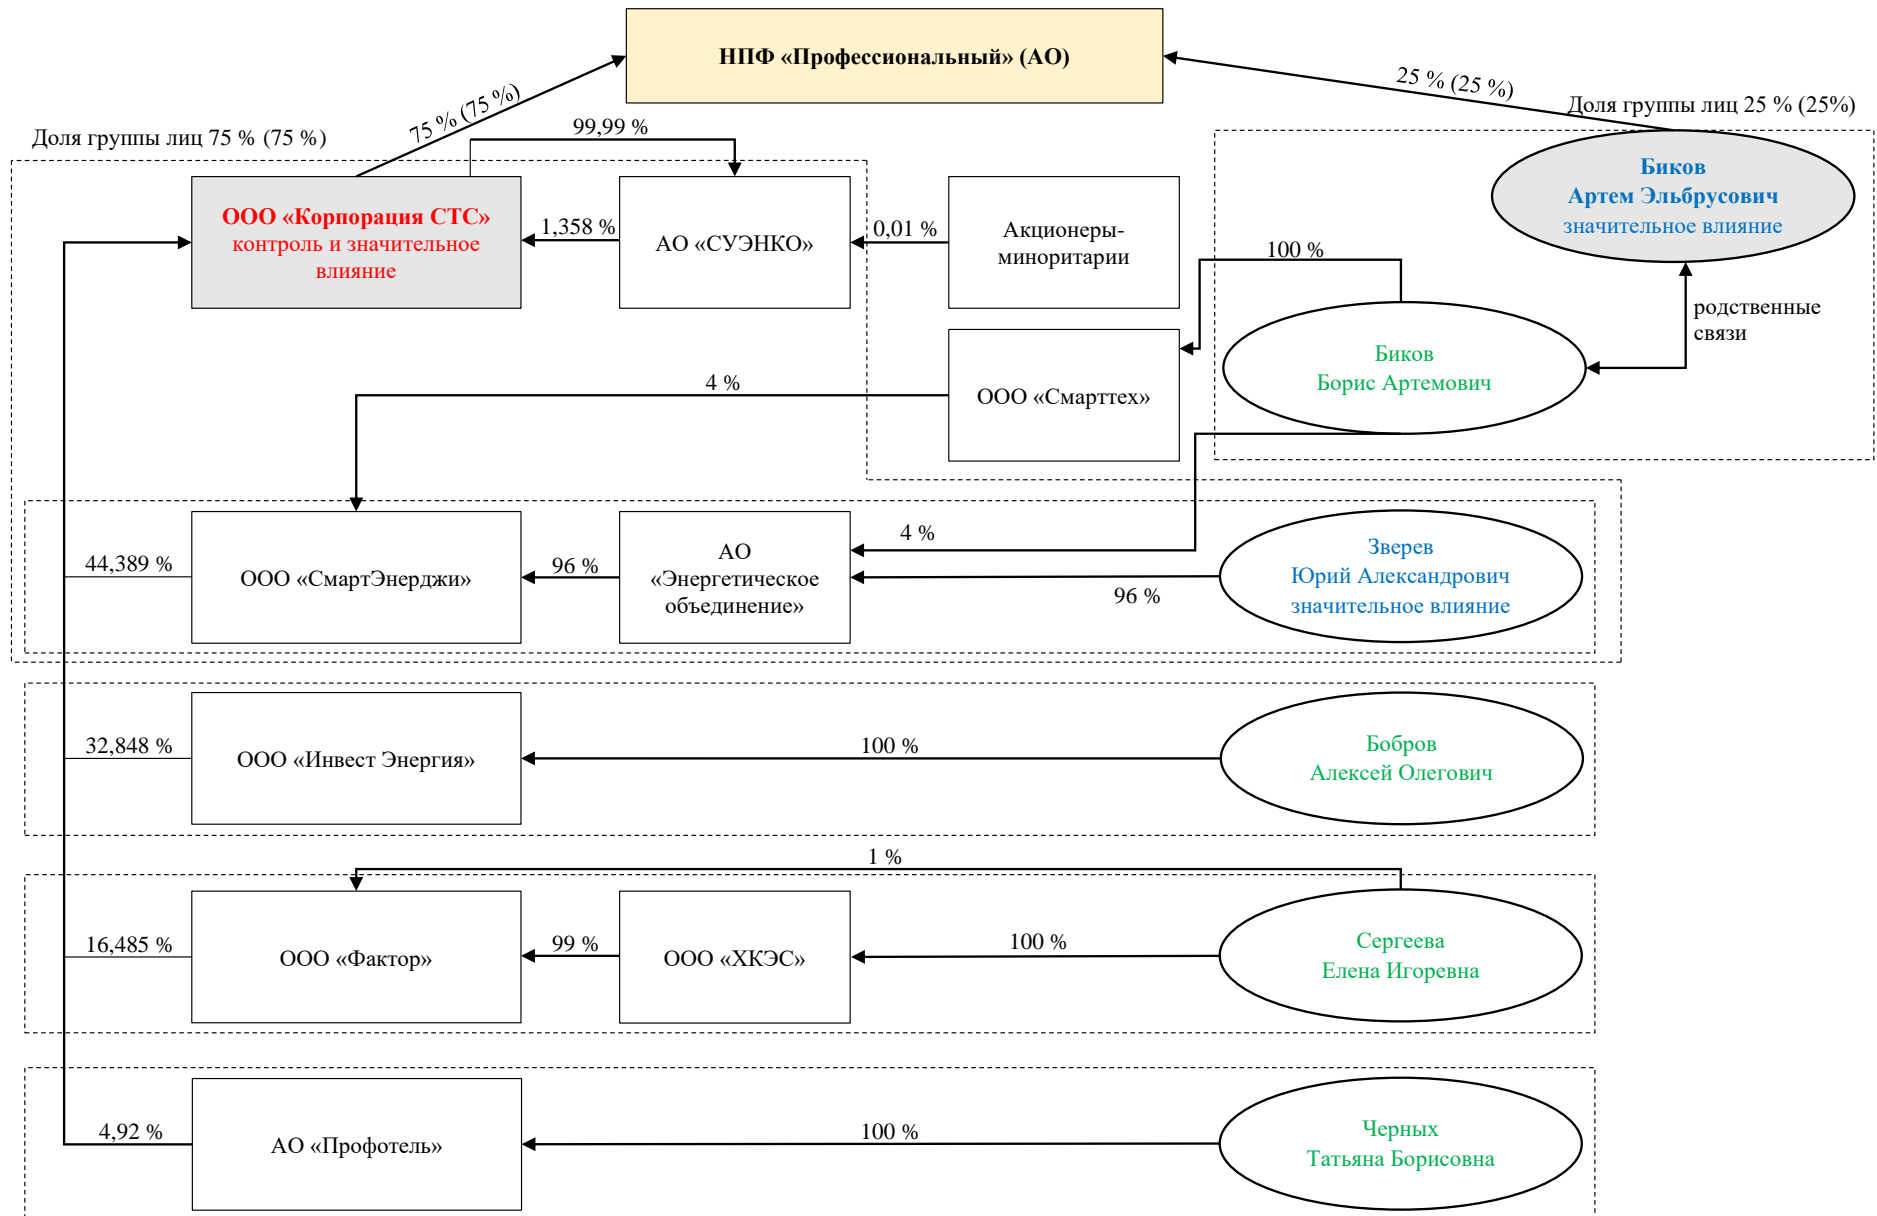 НПФ «Профессиональный» (АО)
75 % (75 %)
25 % (25 %)
Доля группы лиц 25 % (25%)
Доля группы лиц 75 % (75 %)
99,99 %
ООО «Корпорация СТС»
контроль и значительное
влияние
1,358 %
АО «СУЭНКО»
0,01 %
Акционеры-
миноритарии
Биков
Артем Эльбрусович
значительное влияние
100 %
родственные
связи
Биков
Борис Артемович
4 %
ООО «Смарттех»
44,389 %
ООО «СмартЭнерджи»
96 %
АО
«Энергетическое
объединение»
4 %
96 %
Зверев
Юрий Александрович
значительное влияние
32,848 %
ООО «Инвест Энергия»
100 %
Бобров
Алексей Олегович
1 %
16,485 %
ООО «Фактор»
99 %
ООО «ХКЭС»
100 %
Сергеева
Елена Игоревна
4,92 %
АО «Профотель»
100 %
Черных
Татьяна Борисовна